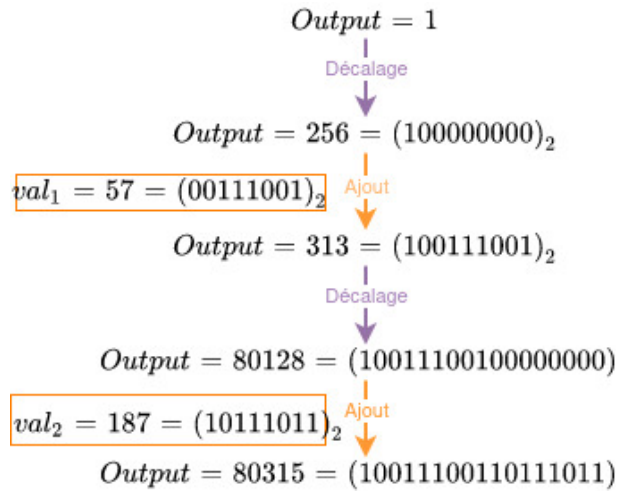 Output = 1
Décalage
Output = 256 = (100000000)₂
val₁ = 57 = (00111001)₂ Ajout
Output = 313 = (100111001)₂
Décalage
Output = 80128 = (10011100100000000)
val₂ = 187 = (10111011)₂ Ajout
Output = 80315 = (10011100110111011)